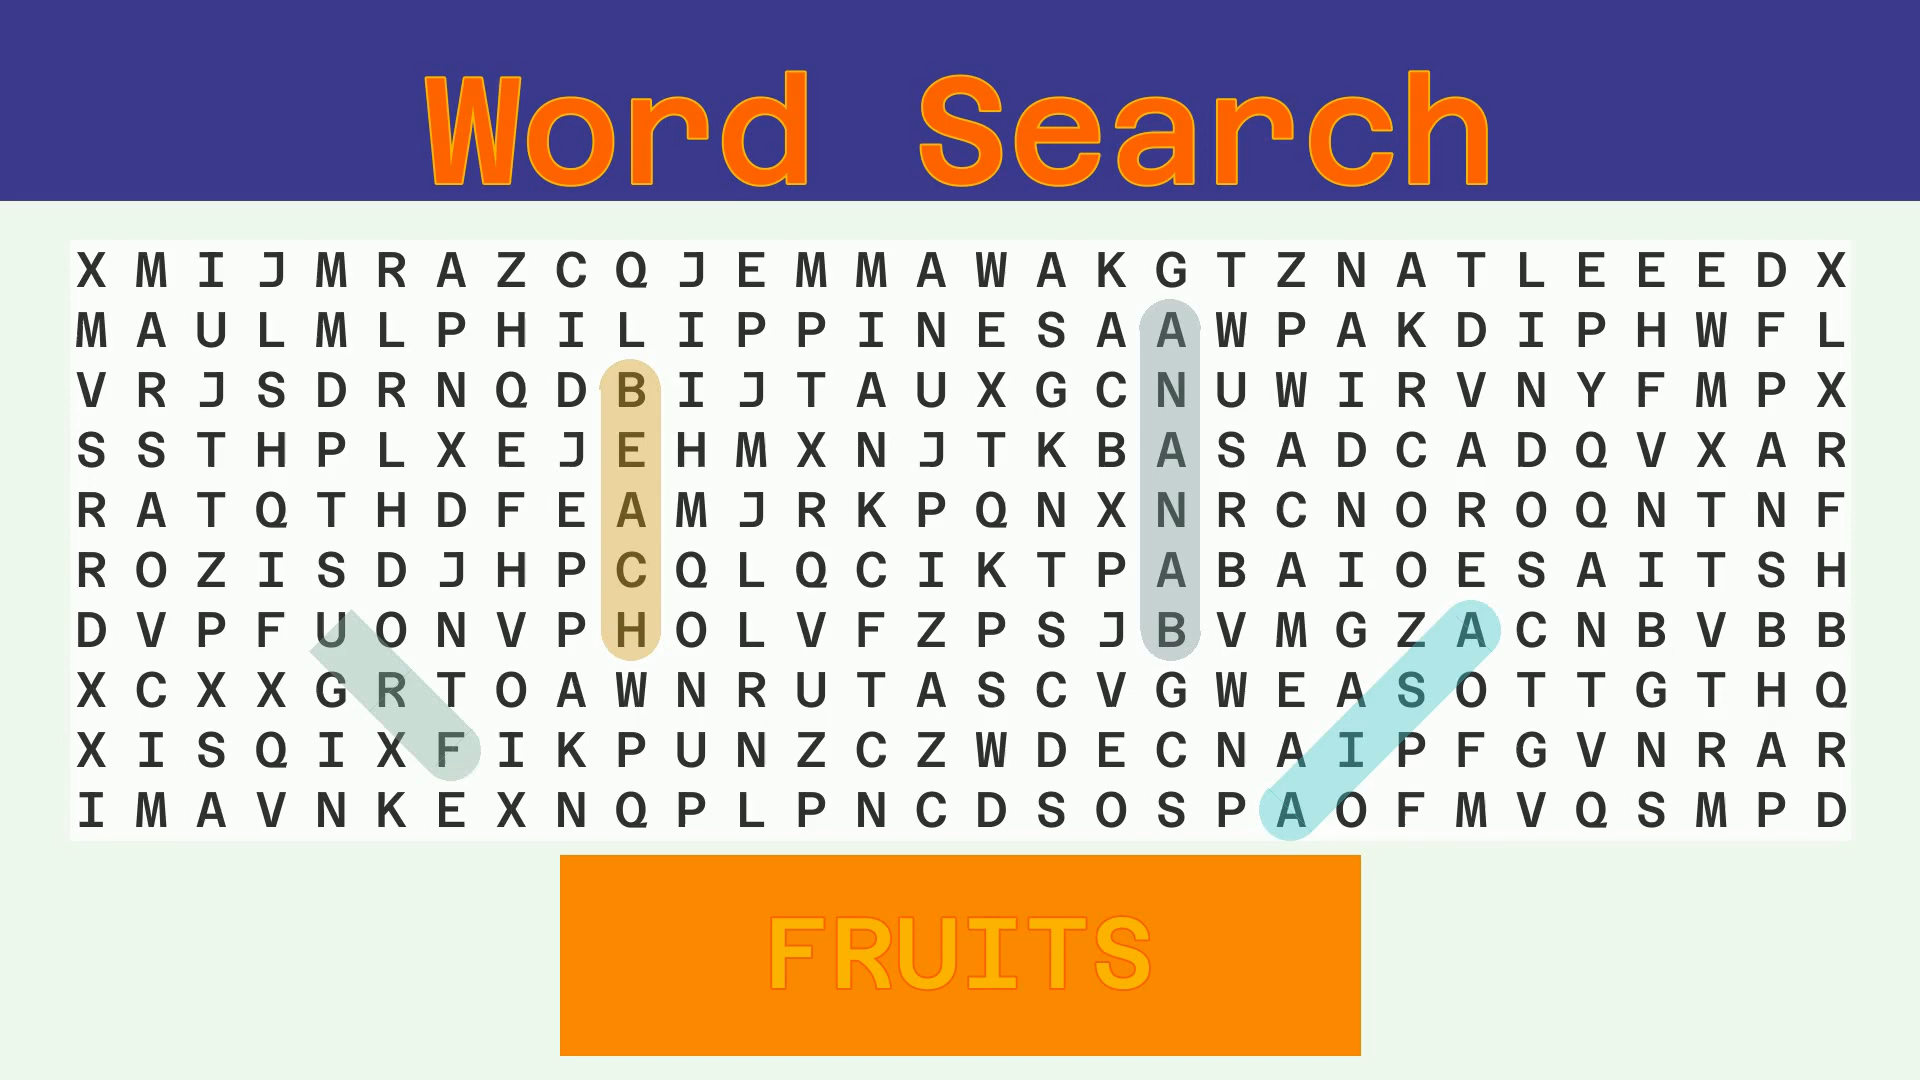 Word Search
X M I J M R A Z C Q J E M M A W A K G T Z N A T L E E E D X
M A U L M L P H I L I P P I N E S A A W P A K D I P H W F L
V R J S D R N Q D B I J T A U X G C N U W I R V N Y F M P X
S S T H P L X E J E H M X N J T K B A S A D C A D Q V X A R
R A T Q T H D F E A M J R K P Q N X N R C N O R O Q N T N F
R O Z I S D J H P C Q L Q C I K T P A B A I O E S A I T S H
D V P F U O N V P H O L V F Z P S J B V M G Z A C N B V B B
X C X X G R T O A W N R U T A S C V G W E A S O T T G T H Q
X I S Q I X F I K P U N Z C Z W D E C N A I P F G V N R A R
I M A V N K E X N Q P L P N C D S O S P A O F M V Q S M P D
FRUITS